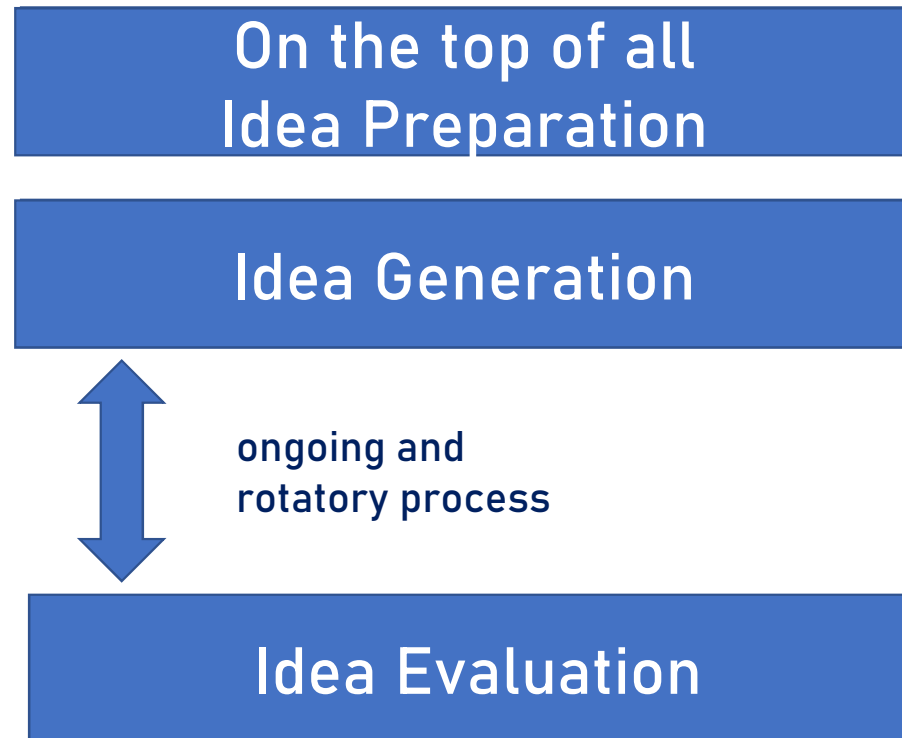 On the top of all
Idea Preparation
Idea Generation
ongoing and
rotatory process
Idea Evaluation